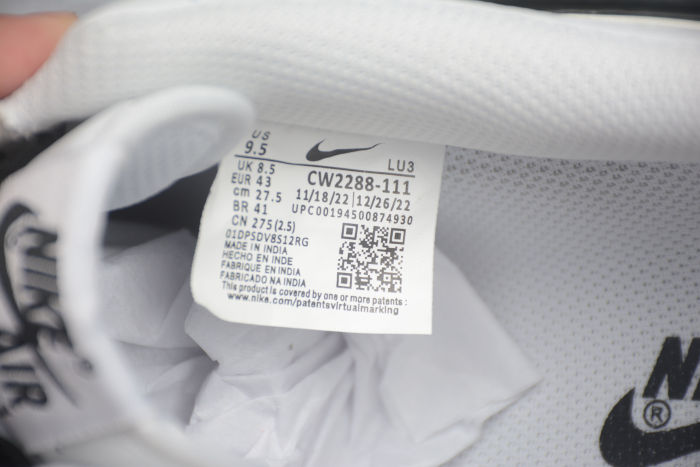 US
9.5
LU3
UK 8.5
EUR 43
cm 27.5
BR 41
CN 275 (2.5)
CW2288-111
11/18/22 | 12/26/22
UPC00194500874930
01DPSDV8S12RG
MADE IN INDIA
HECHO EN INDE
FABRIQUE EN INDIA
FABRICADO NA INDIA
This product is covered by one or more patents :
www.nike.com/patentsvirtualmarking
NIKE
AIR
NI
®